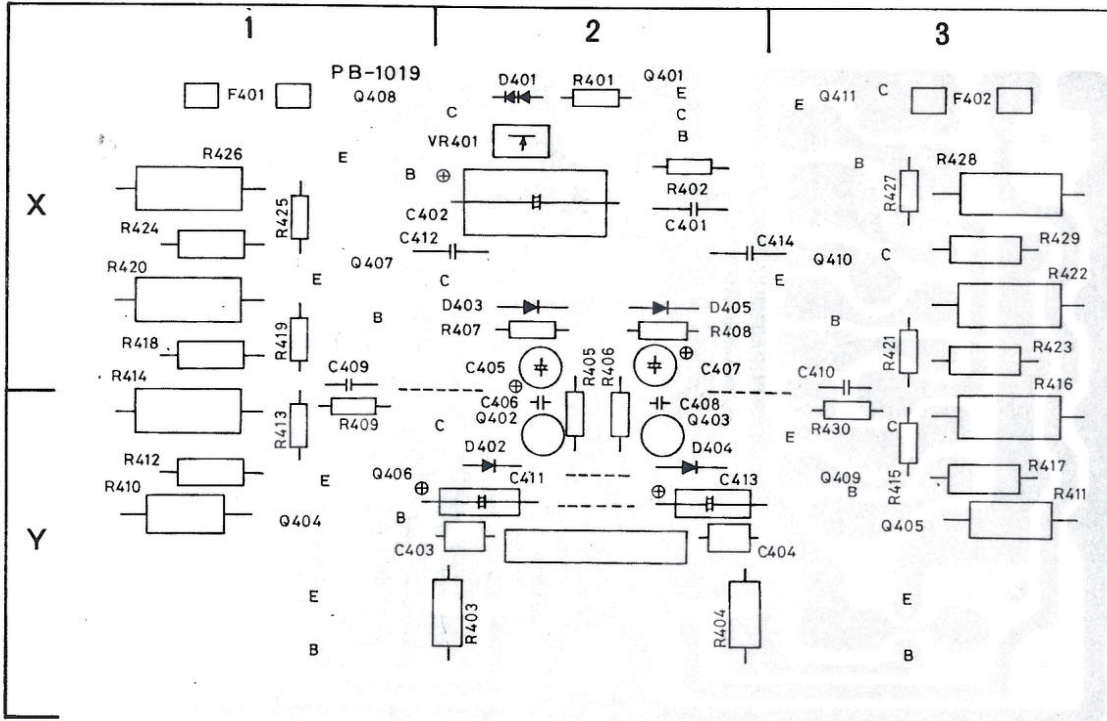 1 2 3
PB-1019
F401 Q408 D401 R401 Q401 Q411 C F402
E
C E
C
VR401 B
R426 E B R428
B ⊕ R427
X R425 C402 R402
C401
R424 C412 C414 R429
Q407 Q410 C
R420 E C E R422
D403 D405
R419 B R407 R408 B
R418 R405 R406 R421 R423
C405 ⊕ C407
C409 C410
R414 ⊕ R416
C406 C408
R413 R409 C Q402 Q403 R430 C
E
R412 D402 D404 R417
Q406 C411 C413 Q409 R415
E ⊕ ⊕ B R411
R410 Q404 B Q405
Y C403 C404
E R403 R404 E
B B